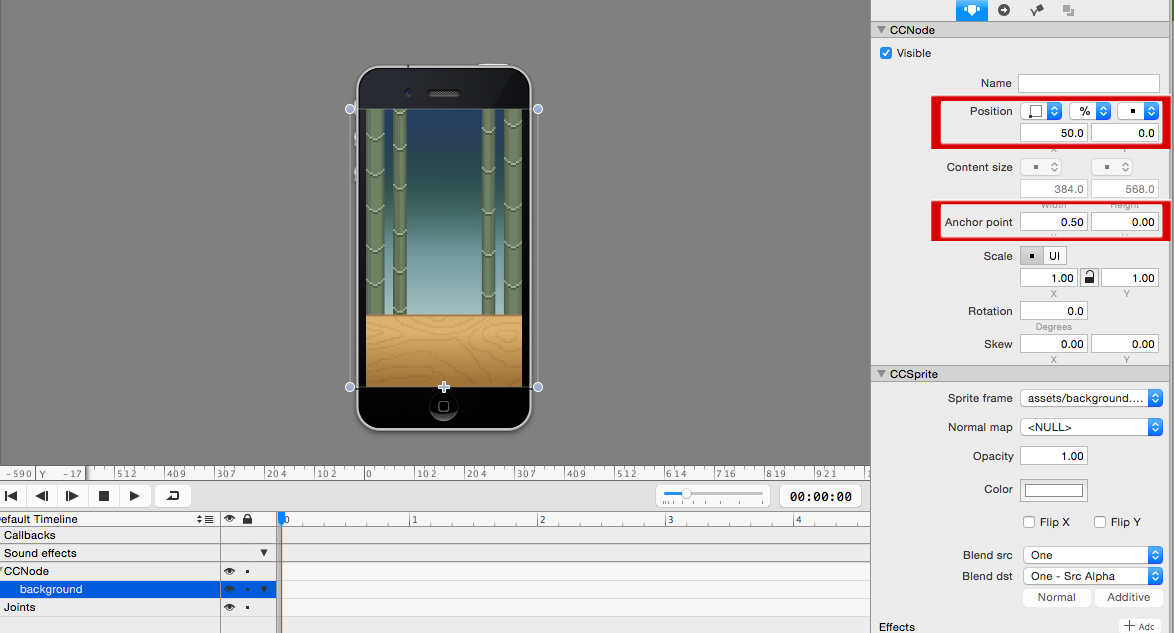 CCNode
Visible
Name
Position % 
50.0 0.0
X Y
Content size
384.0 568.0
Width Height
Anchor point 0.50 0.00
Scale UI
1.00 1.00
X Y
Rotation 0.0
Degrees
Skew 0.00 0.00
X Y
CCSprite
Sprite frame assets/background....
Normal map <NULL>
Opacity 1.00
Color
Flip X Flip Y
Blend src One
Blend dst One - Src Alpha
Normal Additive
Effects Adc
-590 Y -17 512 409 307 204 102 0 102 204 307 409 512 614 716 819 921
00:00:00
efault Timeline 0 1 2 3 4
Callbacks
Sound effects
CCNode
background
Joints